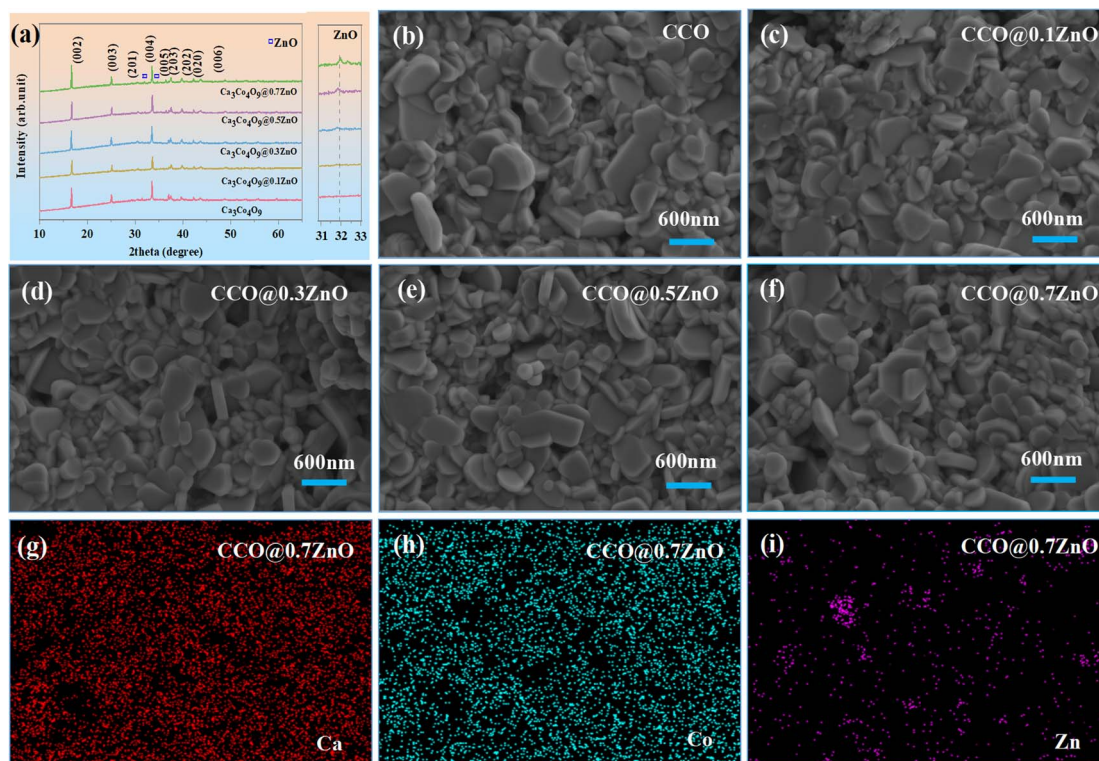 (a)
ZnO
ZnO
(002)
(003)
(201)
(004)
(005)
(203)
(202)
(020)
(006)
Ca₃Co₄O₉@0.7ZnO
Ca₃Co₄O₉@0.5ZnO
Ca₃Co₄O₉@0.3ZnO
Ca₃Co₄O₉@0.1ZnO
Ca₃Co₄O₉
Intensity (arb.unit)
10 20 30 40 50 60 31 32 33
2theta (degree)
(b) CCO
600nm
(c) CCO@0.1ZnO
600nm
(d) CCO@0.3ZnO
600nm
(e) CCO@0.5ZnO
600nm
(f) CCO@0.7ZnO
600nm
(g) CCO@0.7ZnO
Ca
(h) CCO@0.7ZnO
Co
(i) CCO@0.7ZnO
Zn